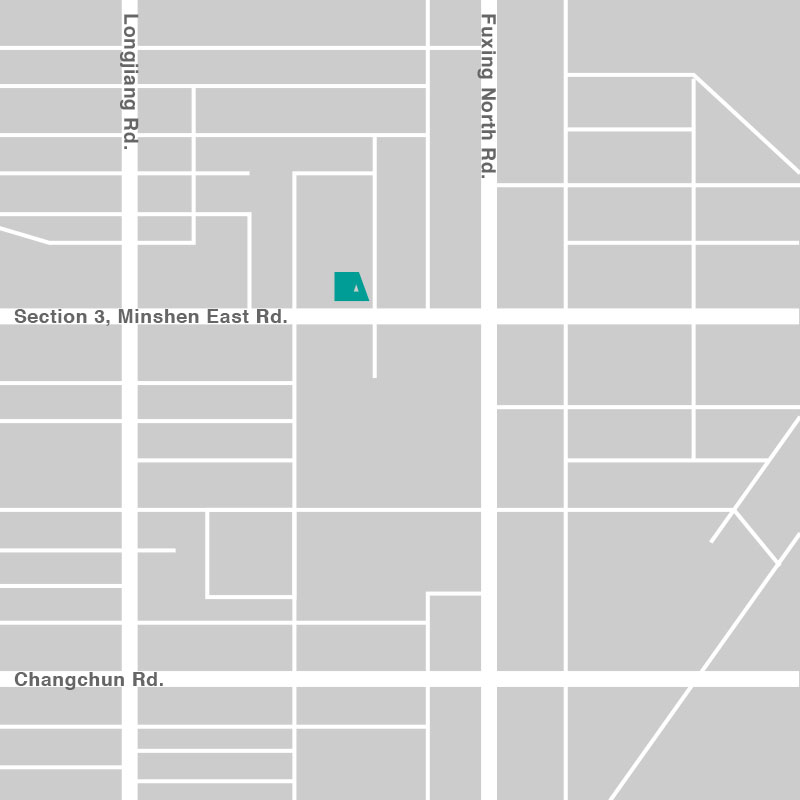 Longjiang Rd.
Fuxing North Rd.
Section 3, Minshen East Rd.
Changchun Rd.